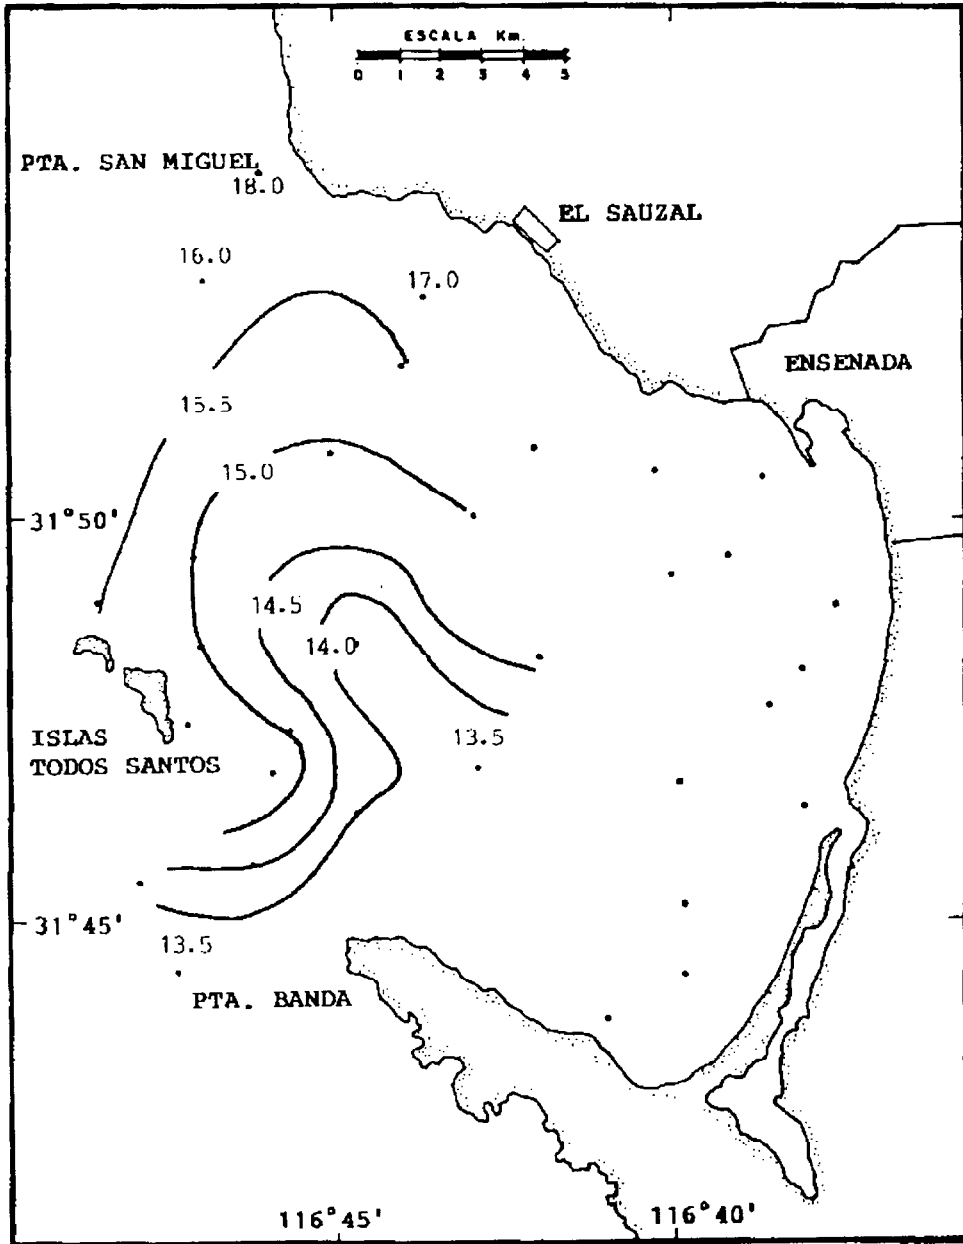 ESCALA Km.
0 1 2 3 4 5
PTA. SAN MIGUEL
18.0
EL SAUZAL
16.0
17.0
ENSENADA
15.5
15.0
31°50'
14.5
14.0
ISLAS
TODOS SANTOS
13.5
31°45'
13.5
PTA. BANDA
116°45'
116°40'